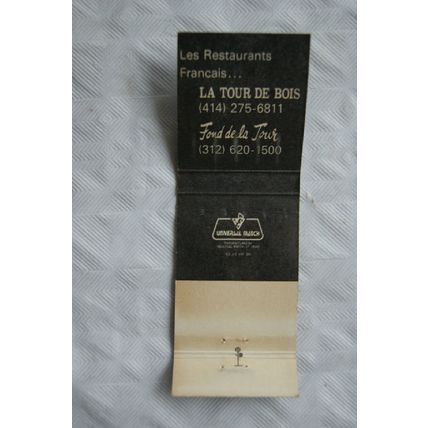 Les Restaurants
Francais...
LA TOUR DE BOIS
(414) 275-6811
Fond de la Tour
(312) 620-1500
UNIVERSAL MATCH